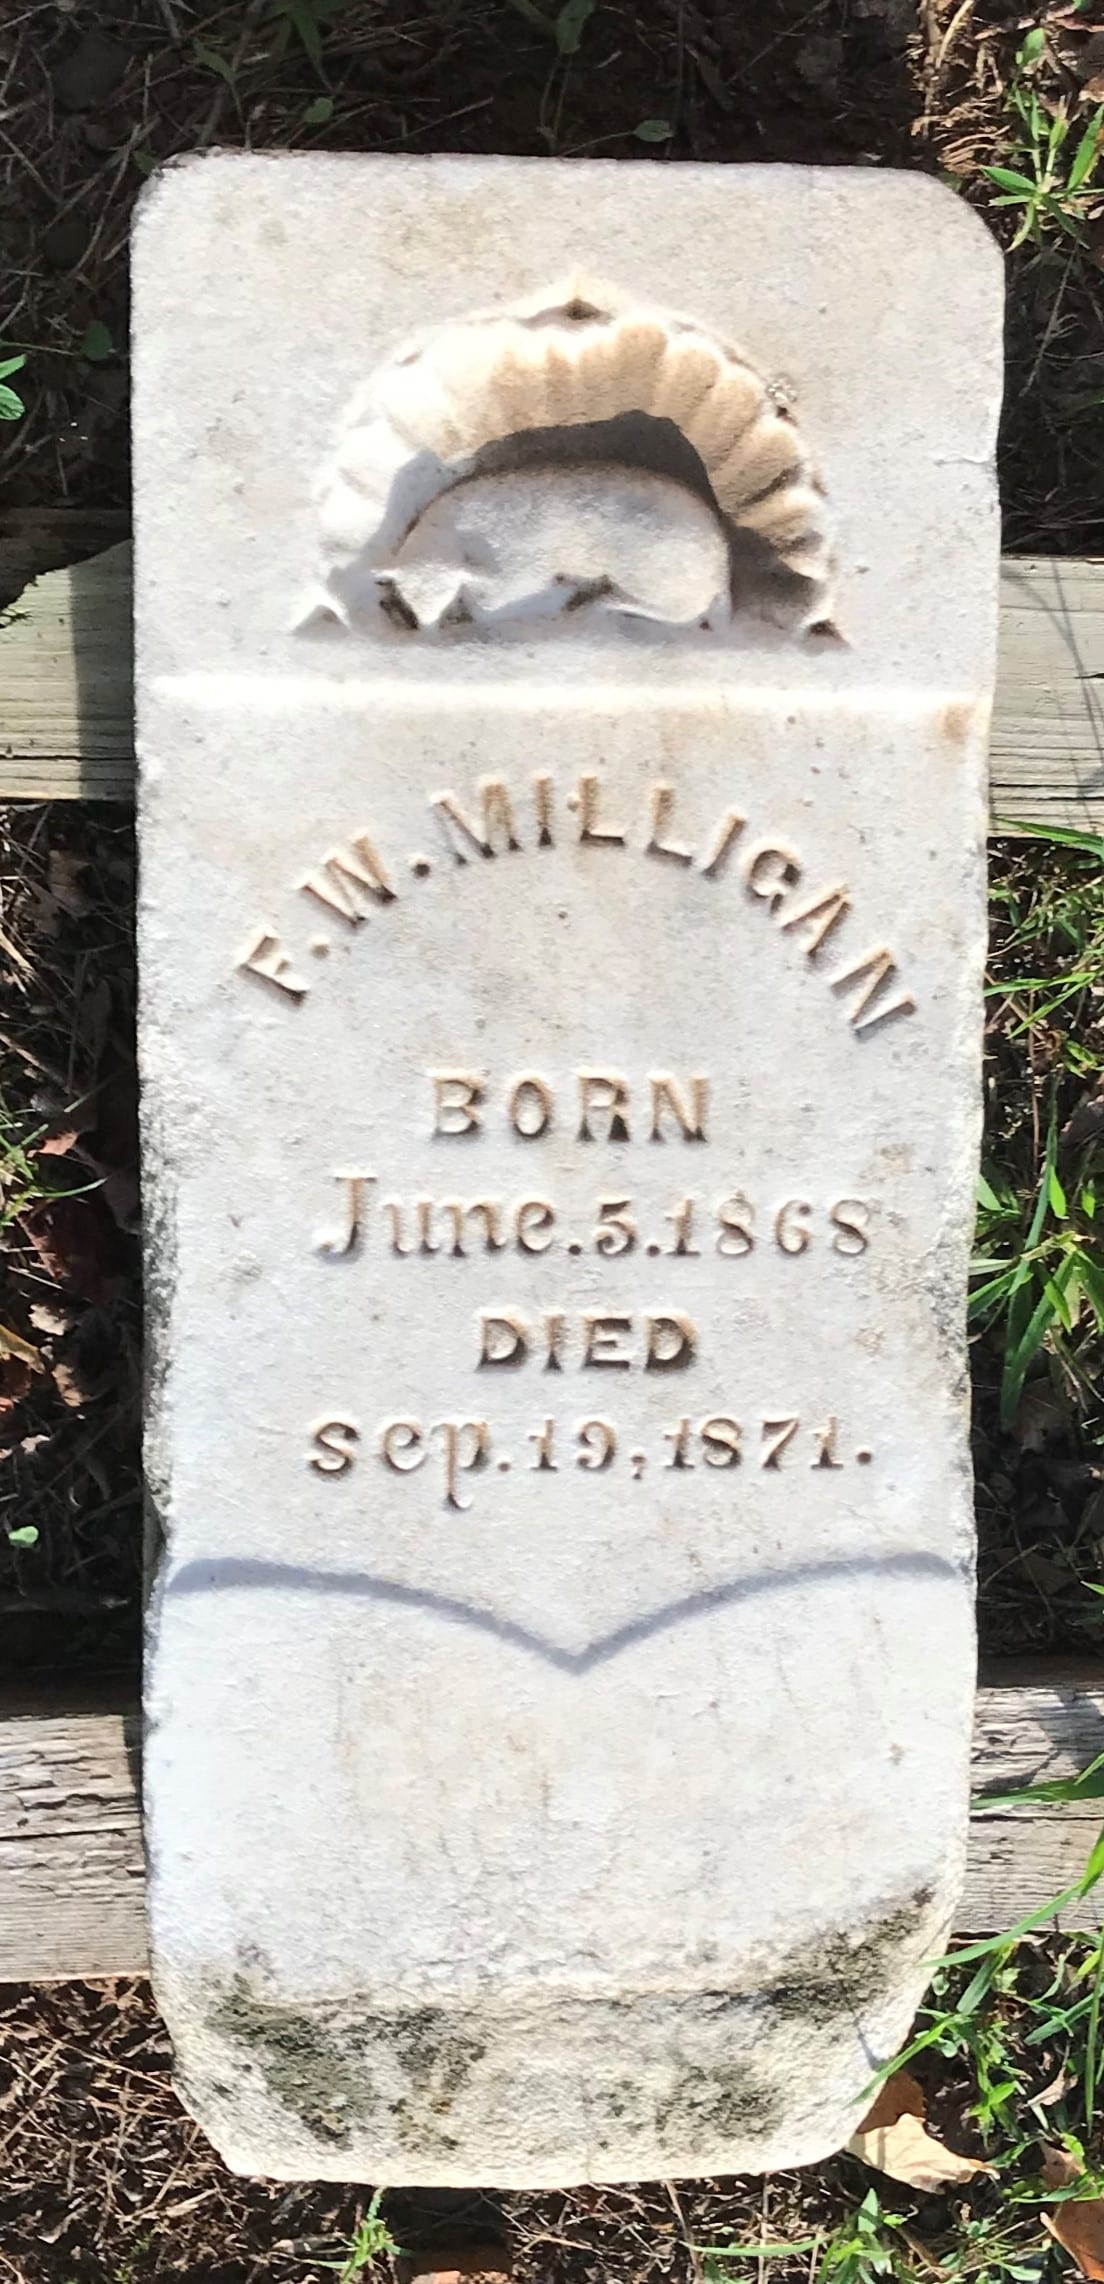 F.W.MILLIGAN
BORN
June.5.1868
DIED
sep.19,1871.